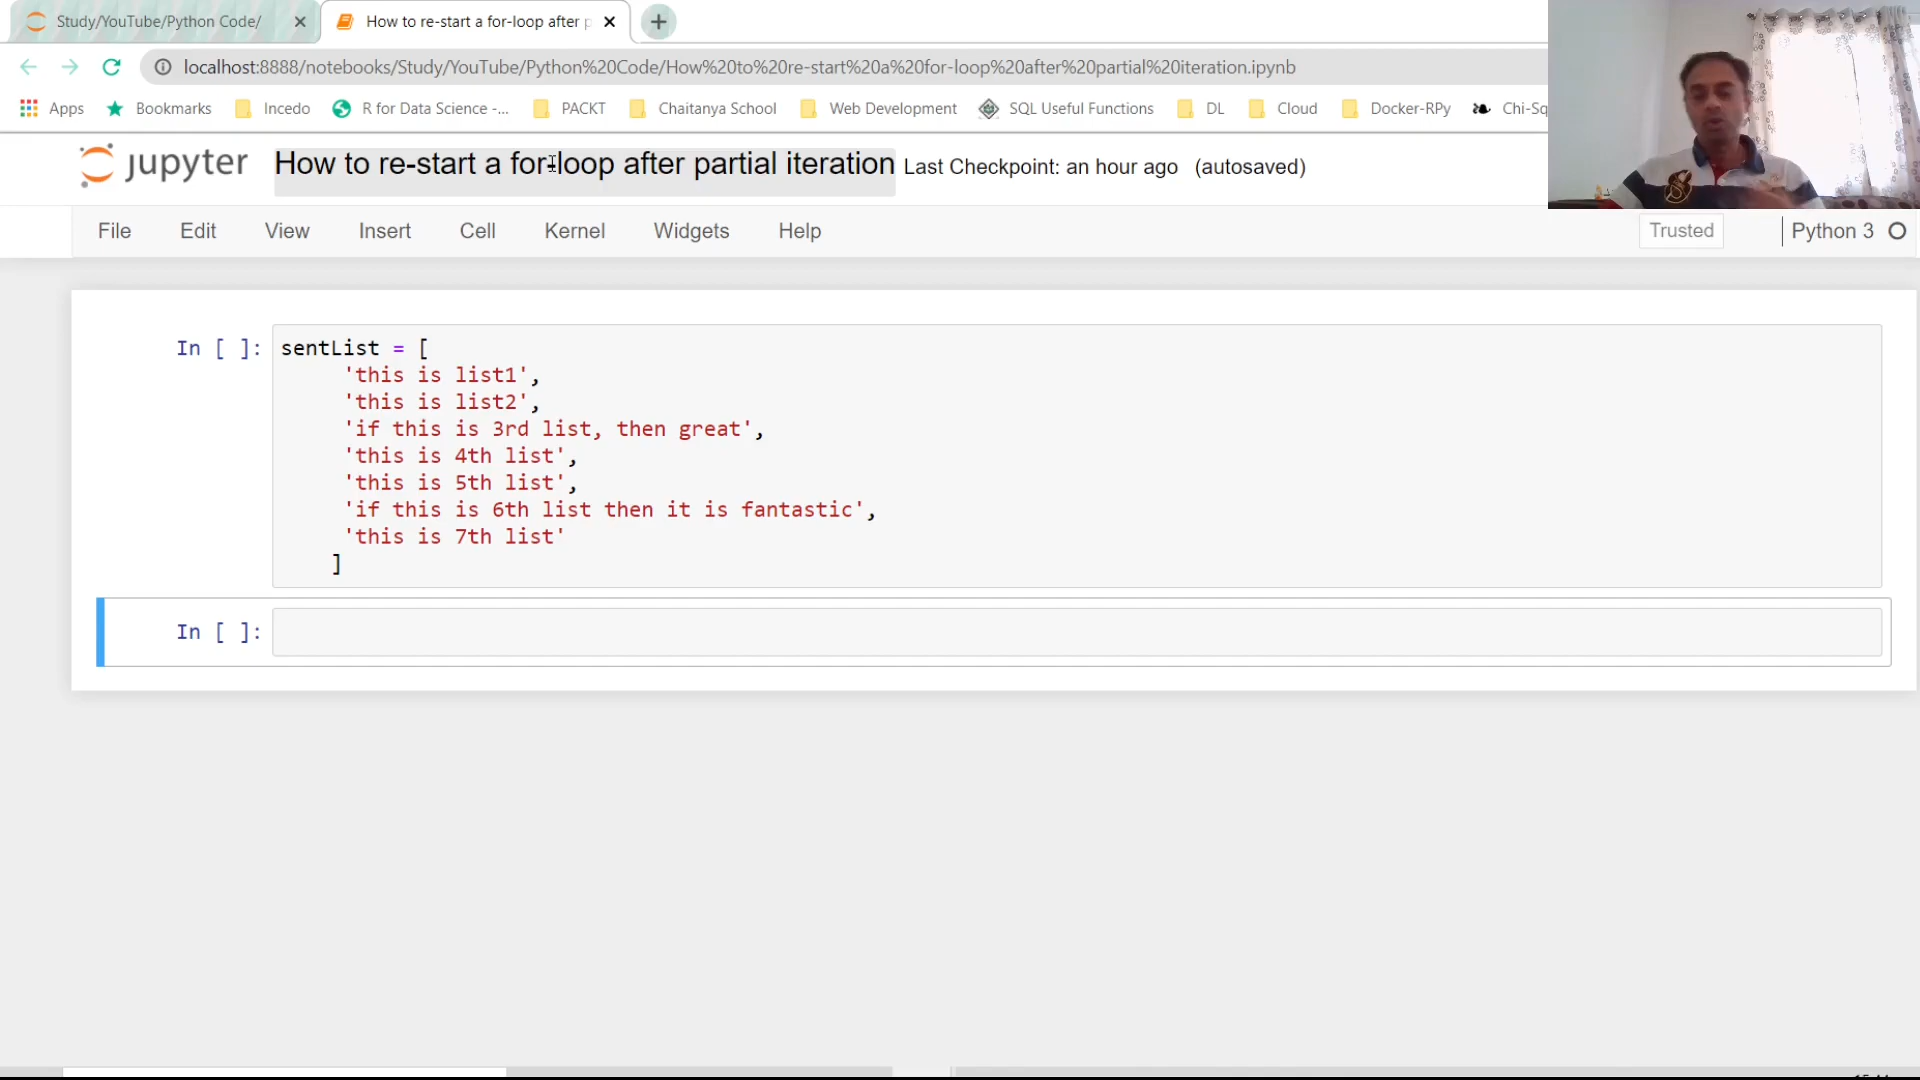 Study/YouTube/Python Code/
How to re-start a for-loop after p
localhost:8888/notebooks/Study/YouTube/Python%20Code/How%20to%20re-start%20a%20for-loop%20after%20partial%20iteration.ipynb
Apps Bookmarks Incedo R for Data Science -... PACKT Chaitanya School Web Development SQL Useful Functions DL Cloud Docker-RPy Chi-Sq
jupyter How to re-start a for-loop after partial iteration Last Checkpoint: an hour ago (autosaved)
File Edit View Insert Cell Kernel Widgets Help Trusted Python 3
In [ ]: sentList = [
'this is list1',
'this is list2',
'if this is 3rd list, then great',
'this is 4th list',
'this is 5th list',
'if this is 6th list then it is fantastic',
'this is 7th list'
]
In [ ]: